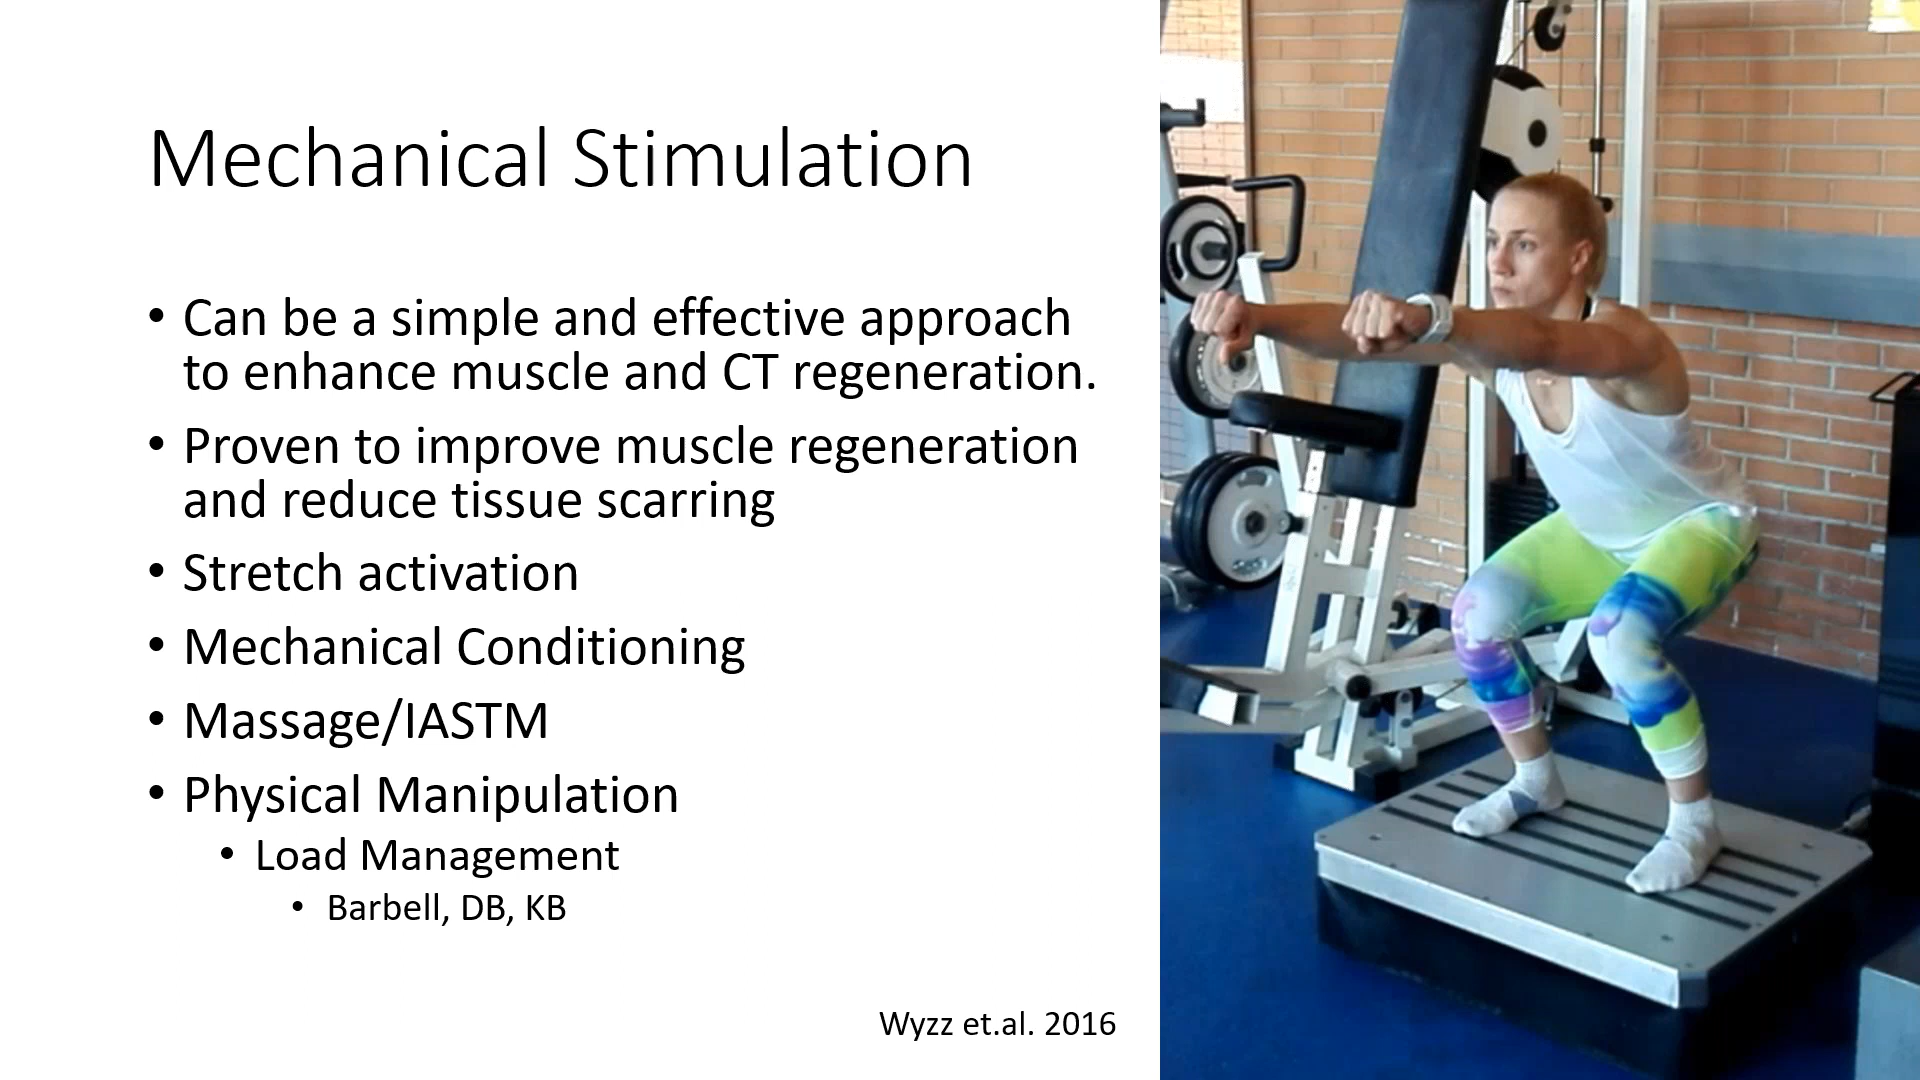 Mechanical Stimulation
• Can be a simple and effective approach
to enhance muscle and CT regeneration.
• Proven to improve muscle regeneration
and reduce tissue scarring
• Stretch activation
• Mechanical Conditioning
• Massage/IASTM
• Physical Manipulation
• Load Management
• Barbell, DB, KB
Wyzz et.al. 2016